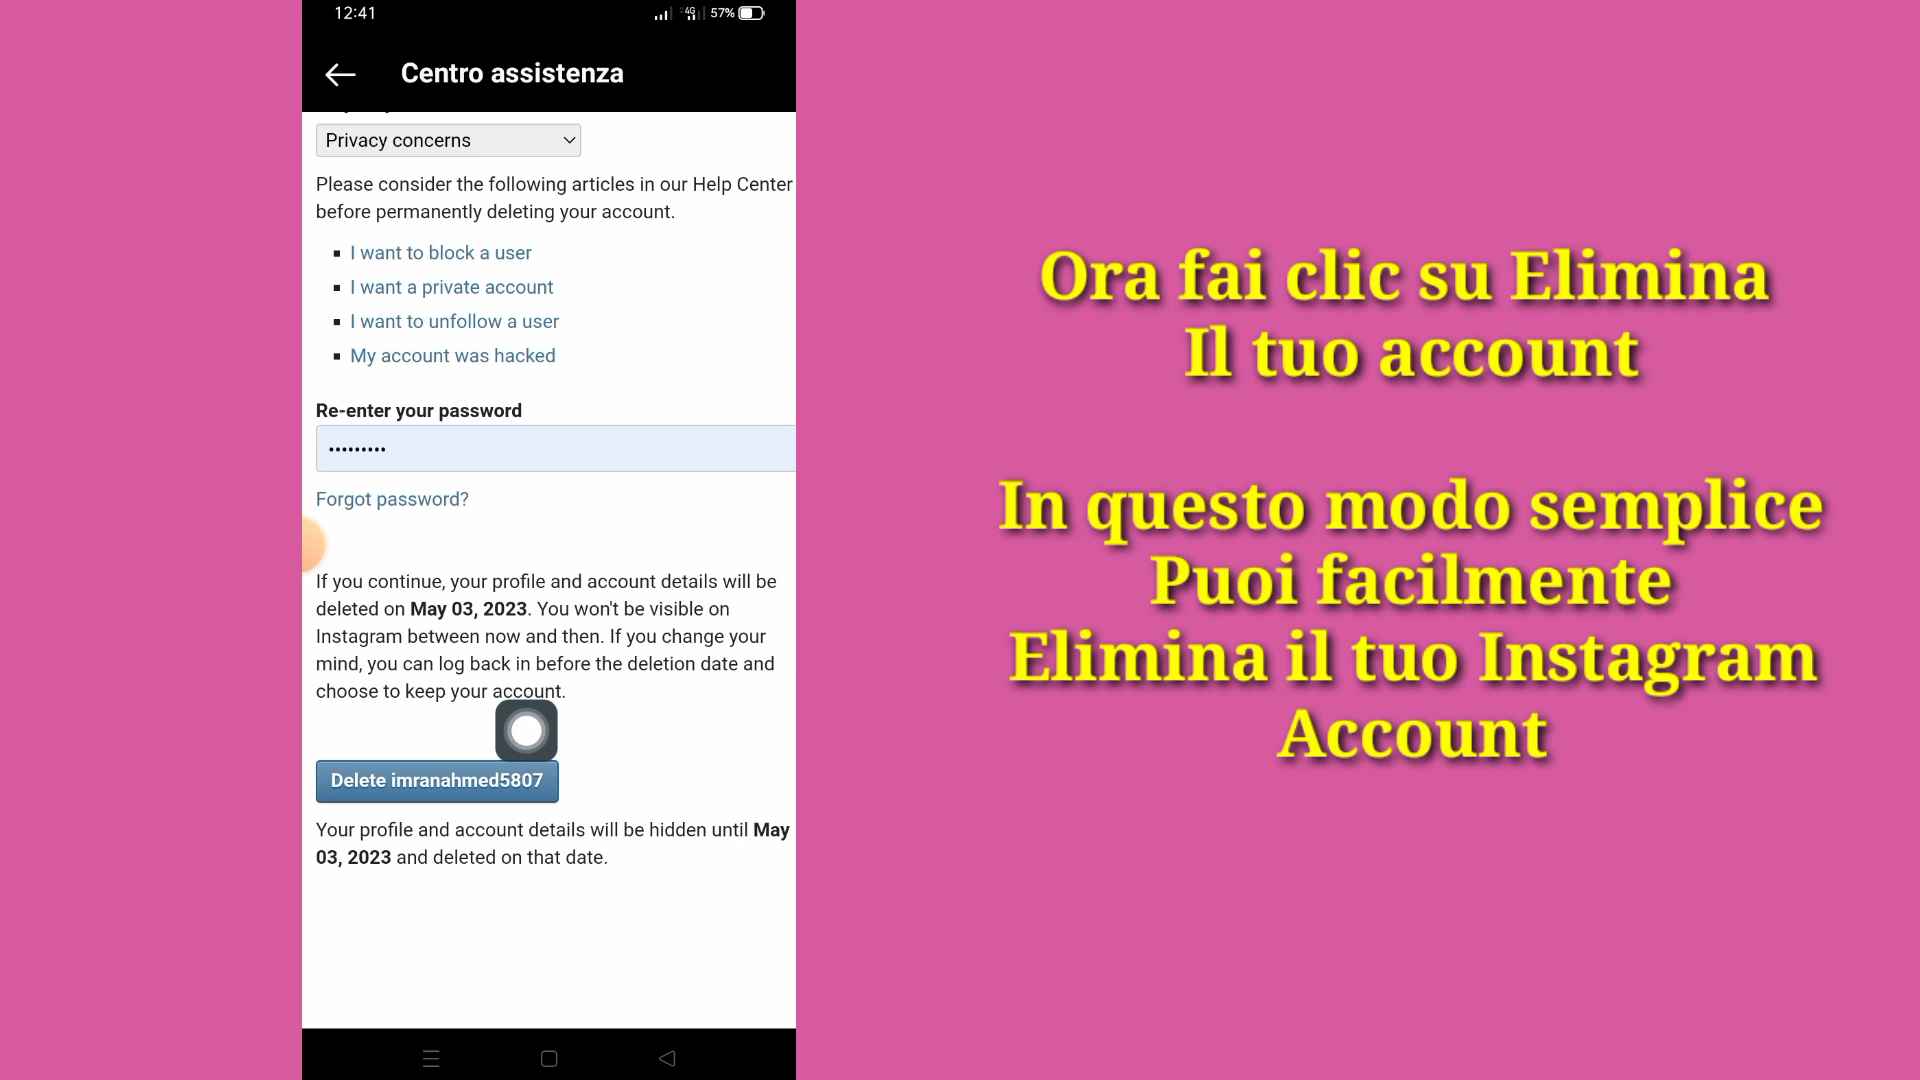 12:41
4G 57%
Centro assistenza
Privacy concerns
Please consider the following articles in our Help Center
before permanently deleting your account.
I want to block a user
I want a private account
I want to unfollow a user
My account was hacked
Re-enter your password
Forgot password?
If you continue, your profile and account details will be
deleted on May 03, 2023. You won't be visible on
Instagram between now and then. If you change your
mind, you can log back in before the deletion date and
choose to keep your account.
Delete imranahmed5807
Your profile and account details will be hidden until May
03, 2023 and deleted on that date.
Ora fai clic su Elimina
Il tuo account
In questo modo semplice
Puoi facilmente
Elimina il tuo Instagram
Account